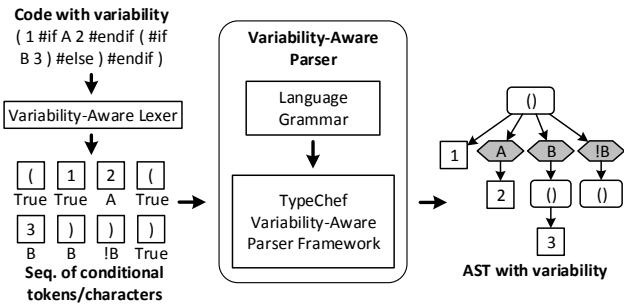 Code with variability
( 1 #if A 2 #endif ( #if
B 3 ) #else ) #endif )
Variability-Aware Lexer
( 1 2 (
True True A True
3 ) ) )
B B !B True
Seq. of conditional
tokens/characters
Variability-Aware
Parser
Language
Grammar
TypeChef
Variability-Aware
Parser Framework
()
1 A B !B
2 () ()
3
AST with variability